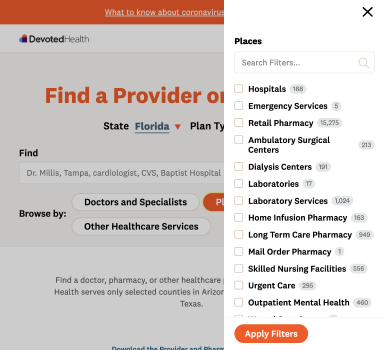 What to know about coronavirus
DevotedHealth
Find a Provider or
State Florida Plan Ty
Find
Dr. Millis, Tampa, cardiologist, CVS, Baptist Hospital
Browse by:
Doctors and Specialists
Other Healthcare Services
Find a doctor, pharmacy, or other healthcare
Health serves only selected counties in Arizon
Texas.
Download the Provider and Pharm
Places
Search Filters...
Hospitals 168
Emergency Services 5
Retail Pharmacy 15,275
Ambulatory Surgical
Centers 213
Dialysis Centers 191
Laboratories 17
Laboratory Services 1,024
Home Infusion Pharmacy 163
Long Term Care Pharmacy 949
Mail Order Pharmacy 1
Skilled Nursing Facilities 556
Urgent Care 295
Outpatient Mental Health 460
Apply Filters